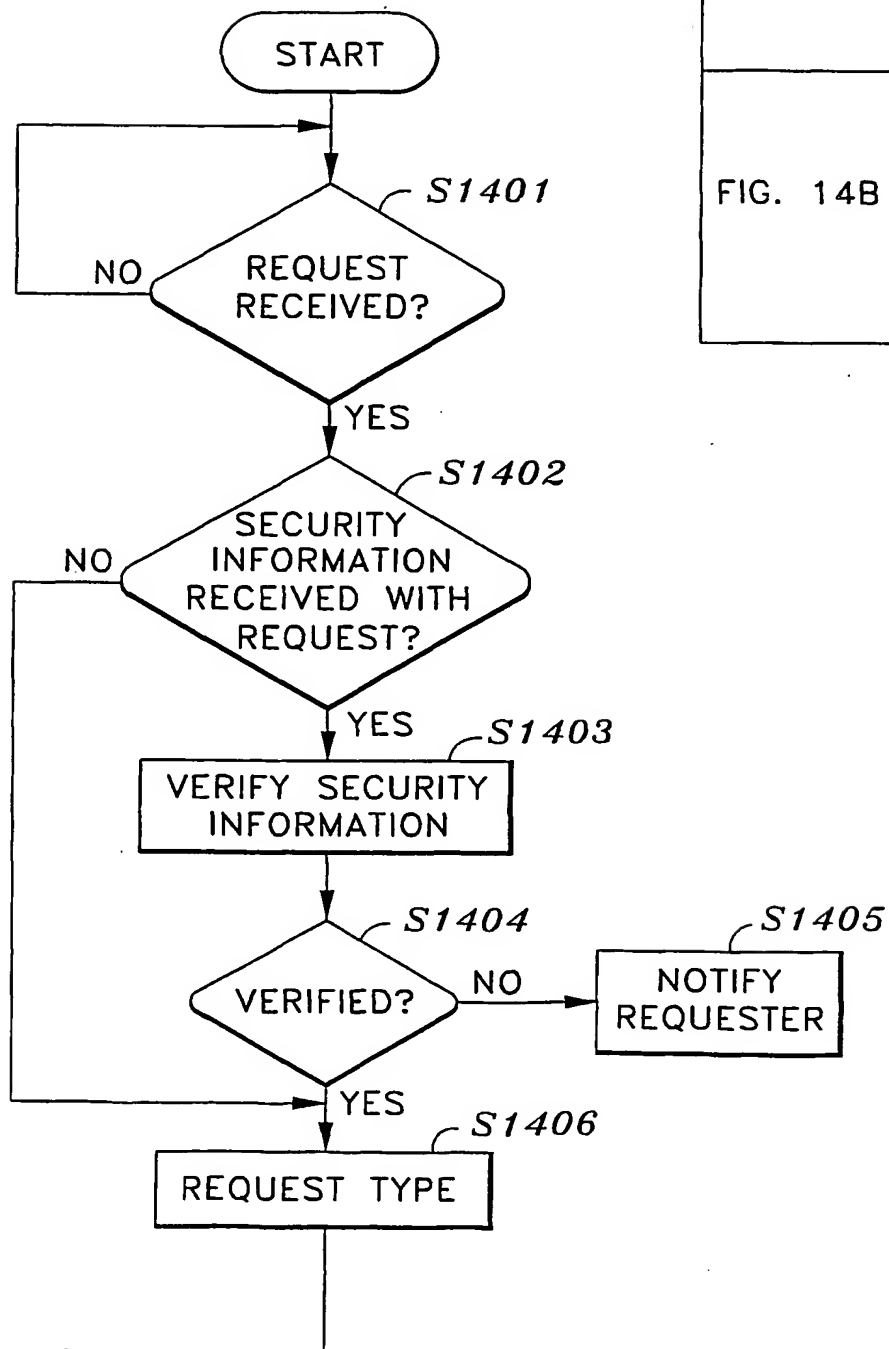 START
S1401
NO
REQUEST
RECEIVED?
FIG. 14B
YES
S1402
NO
SECURITY
INFORMATION
RECEIVED WITH
REQUEST?
YES
S1403
VERIFY SECURITY
INFORMATION
S1404
VERIFIED?
NO
S1405
NOTIFY
REQUESTER
YES
S1406
REQUEST TYPE